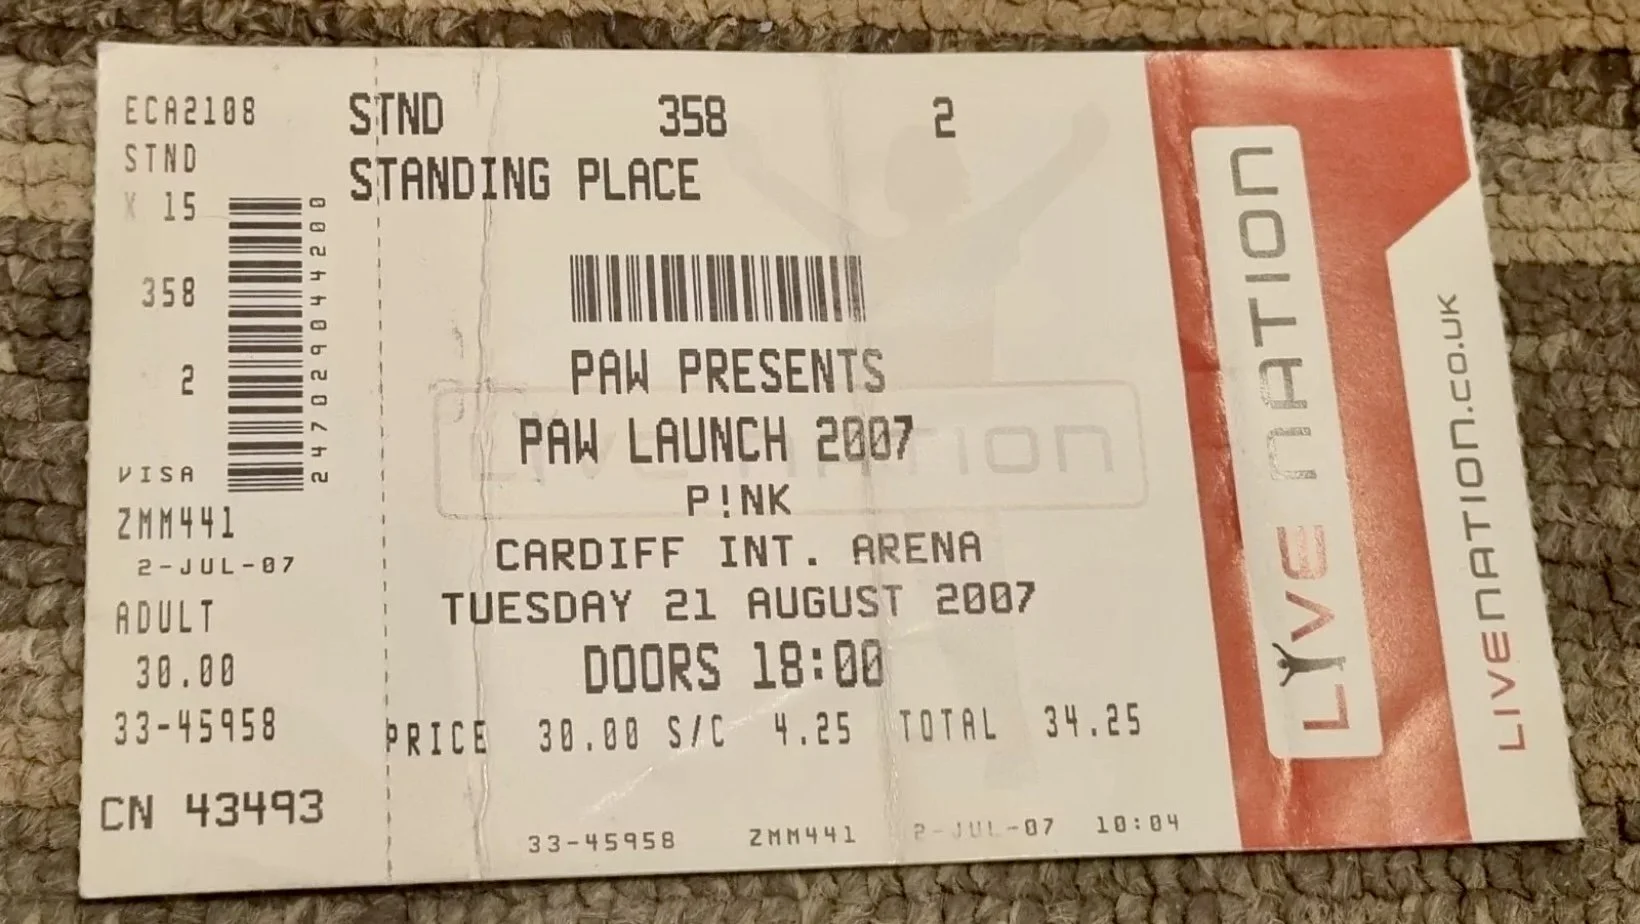 ECA2108
STND
X 15
358
2
VISA
ZMM441
2-JUL-07
ADULT
30.00
33-45958
CN 43493
247029044200
STND 358 2
STANDING PLACE
PAW PRESENTS
PAW LAUNCH 2007
P!NK
CARDIFF INT. ARENA
TUESDAY 21 AUGUST 2007
DOORS 18:00
PRICE 30.00 S/C 4.25 TOTAL 34.25
33-45958 ZMM441 2-JUL-07 10:04
LIVE NATION
LIVE NATION
LIVENATION.CO.UK